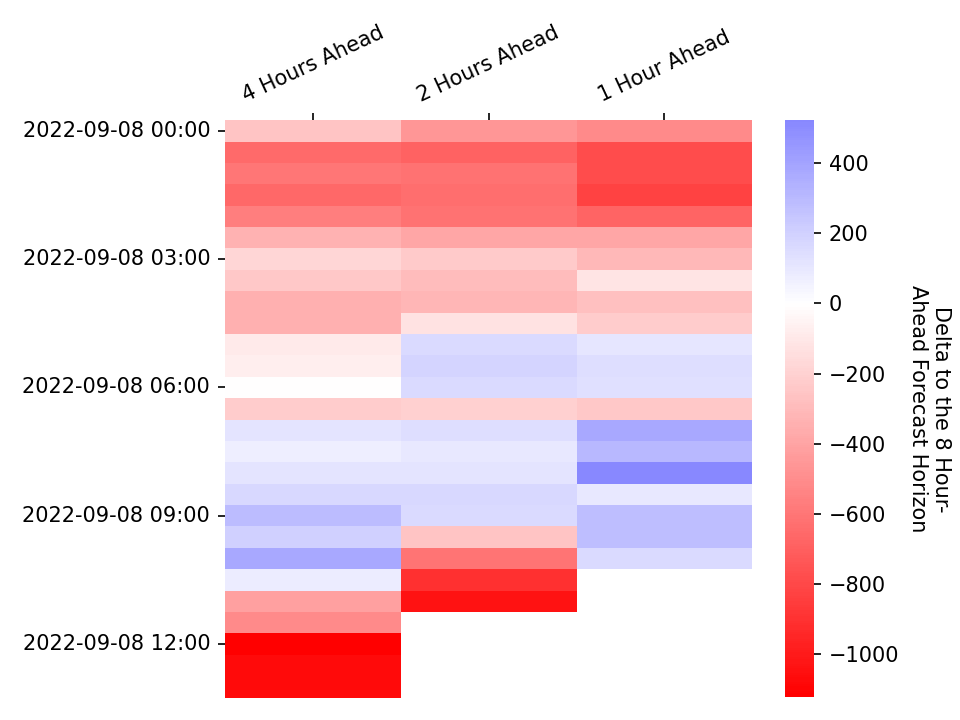 4 Hours Ahead
2 Hours Ahead
1 Hour Ahead
2022-09-08 00:00
2022-09-08 03:00
2022-09-08 06:00
2022-09-08 09:00
2022-09-08 12:00
400
200
0
−200
−400
−600
−800
−1000
Delta to the 8 Hour-
Ahead Forecast Horizon